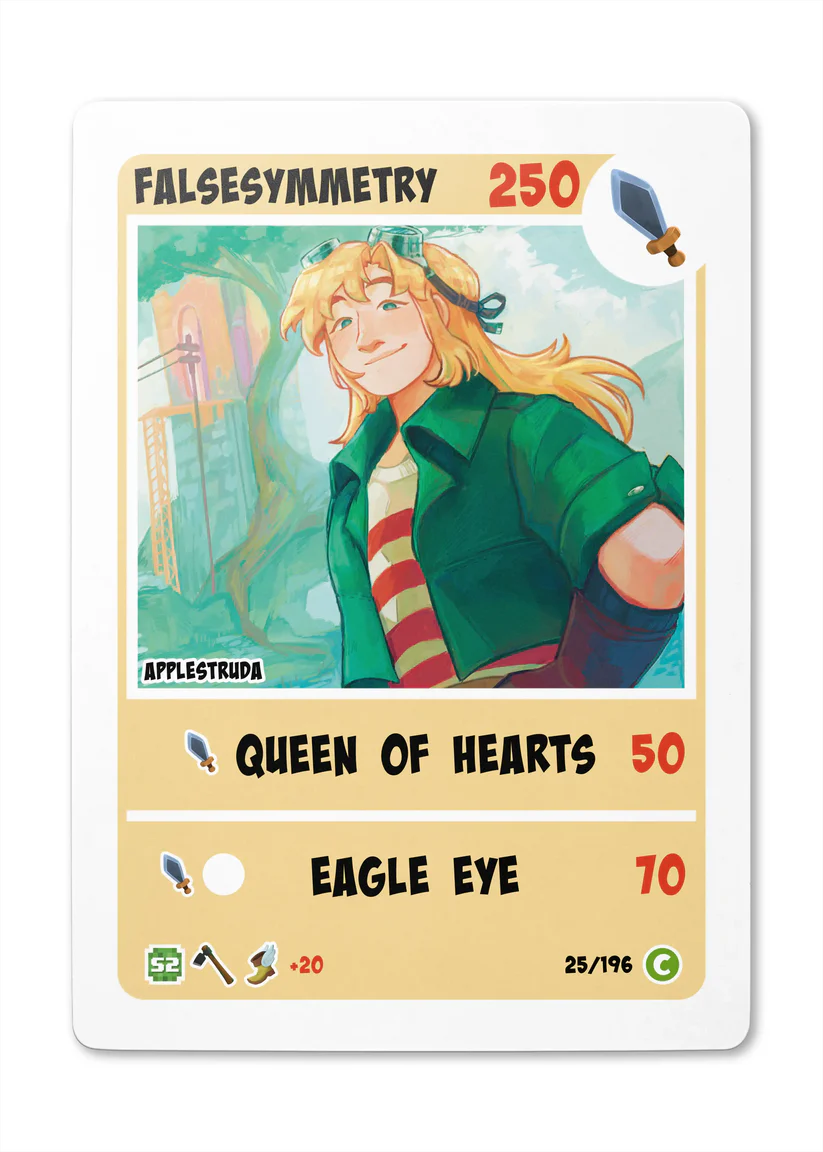 FALSESYMMETRY 250
APPLESTRUDA
QUEEN OF HEARTS 50
EAGLE EYE 70
S2 +20 25/196 C